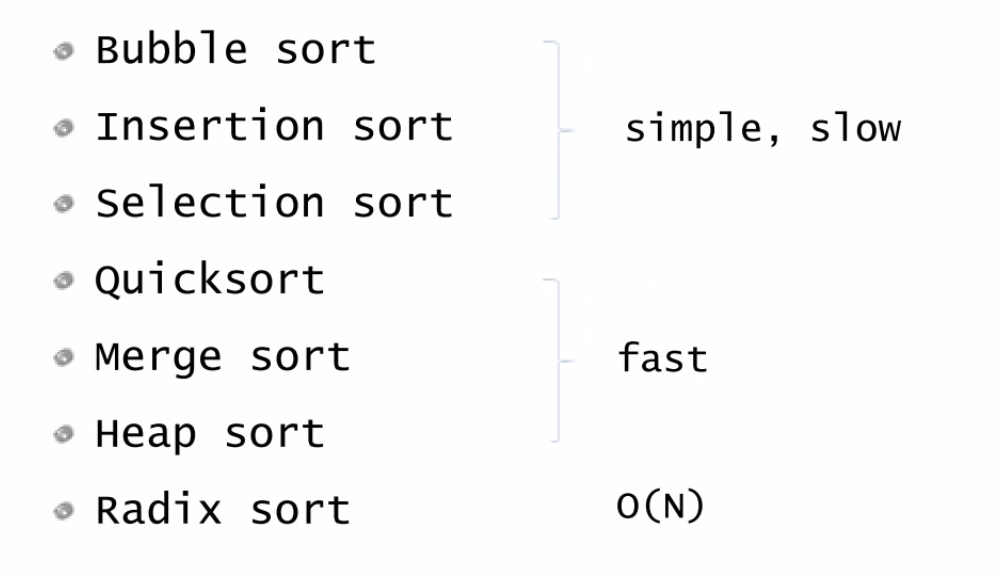 Bubble sort
Insertion sort
simple, slow
Selection sort
Quicksort
Merge sort
fast
Heap sort
Radix sort
O(N)